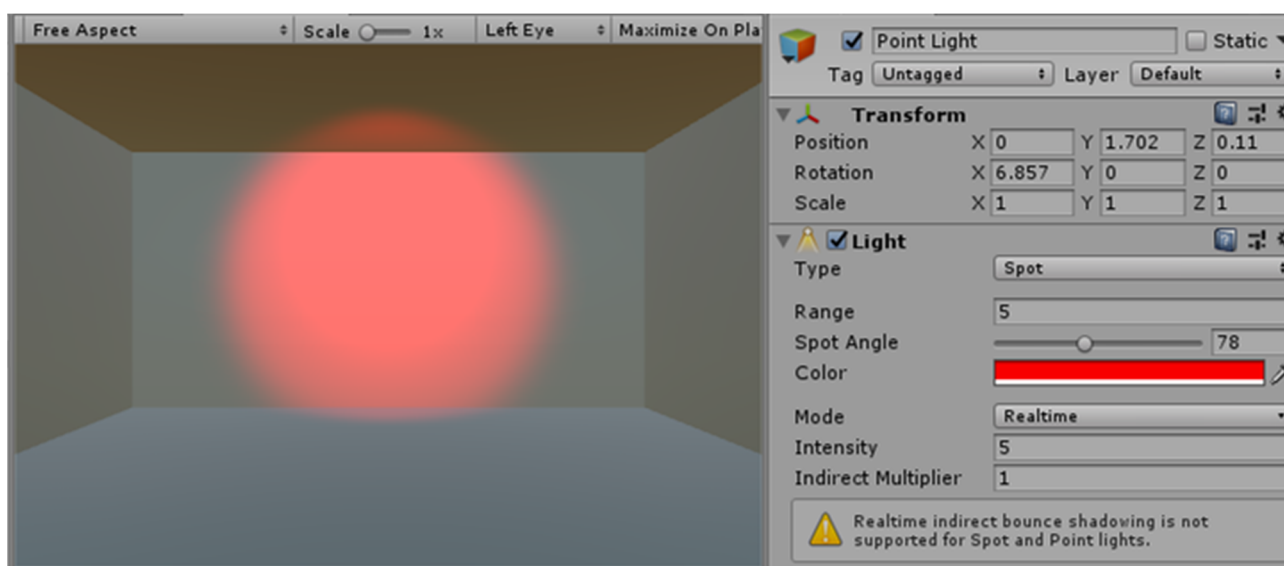 Free Aspect Scale 1x Left Eye Maximize On Pla
Point Light Static
Tag Untagged Layer Default
Transform
Position X 0 Y 1.702 Z 0.11
Rotation X 6.857 Y 0 Z 0
Scale X 1 Y 1 Z 1
Light
Type Spot
Range 5
Spot Angle 78
Color
Mode Realtime
Intensity 5
Indirect Multiplier 1
Realtime indirect bounce shadowing is not
supported for Spot and Point lights.